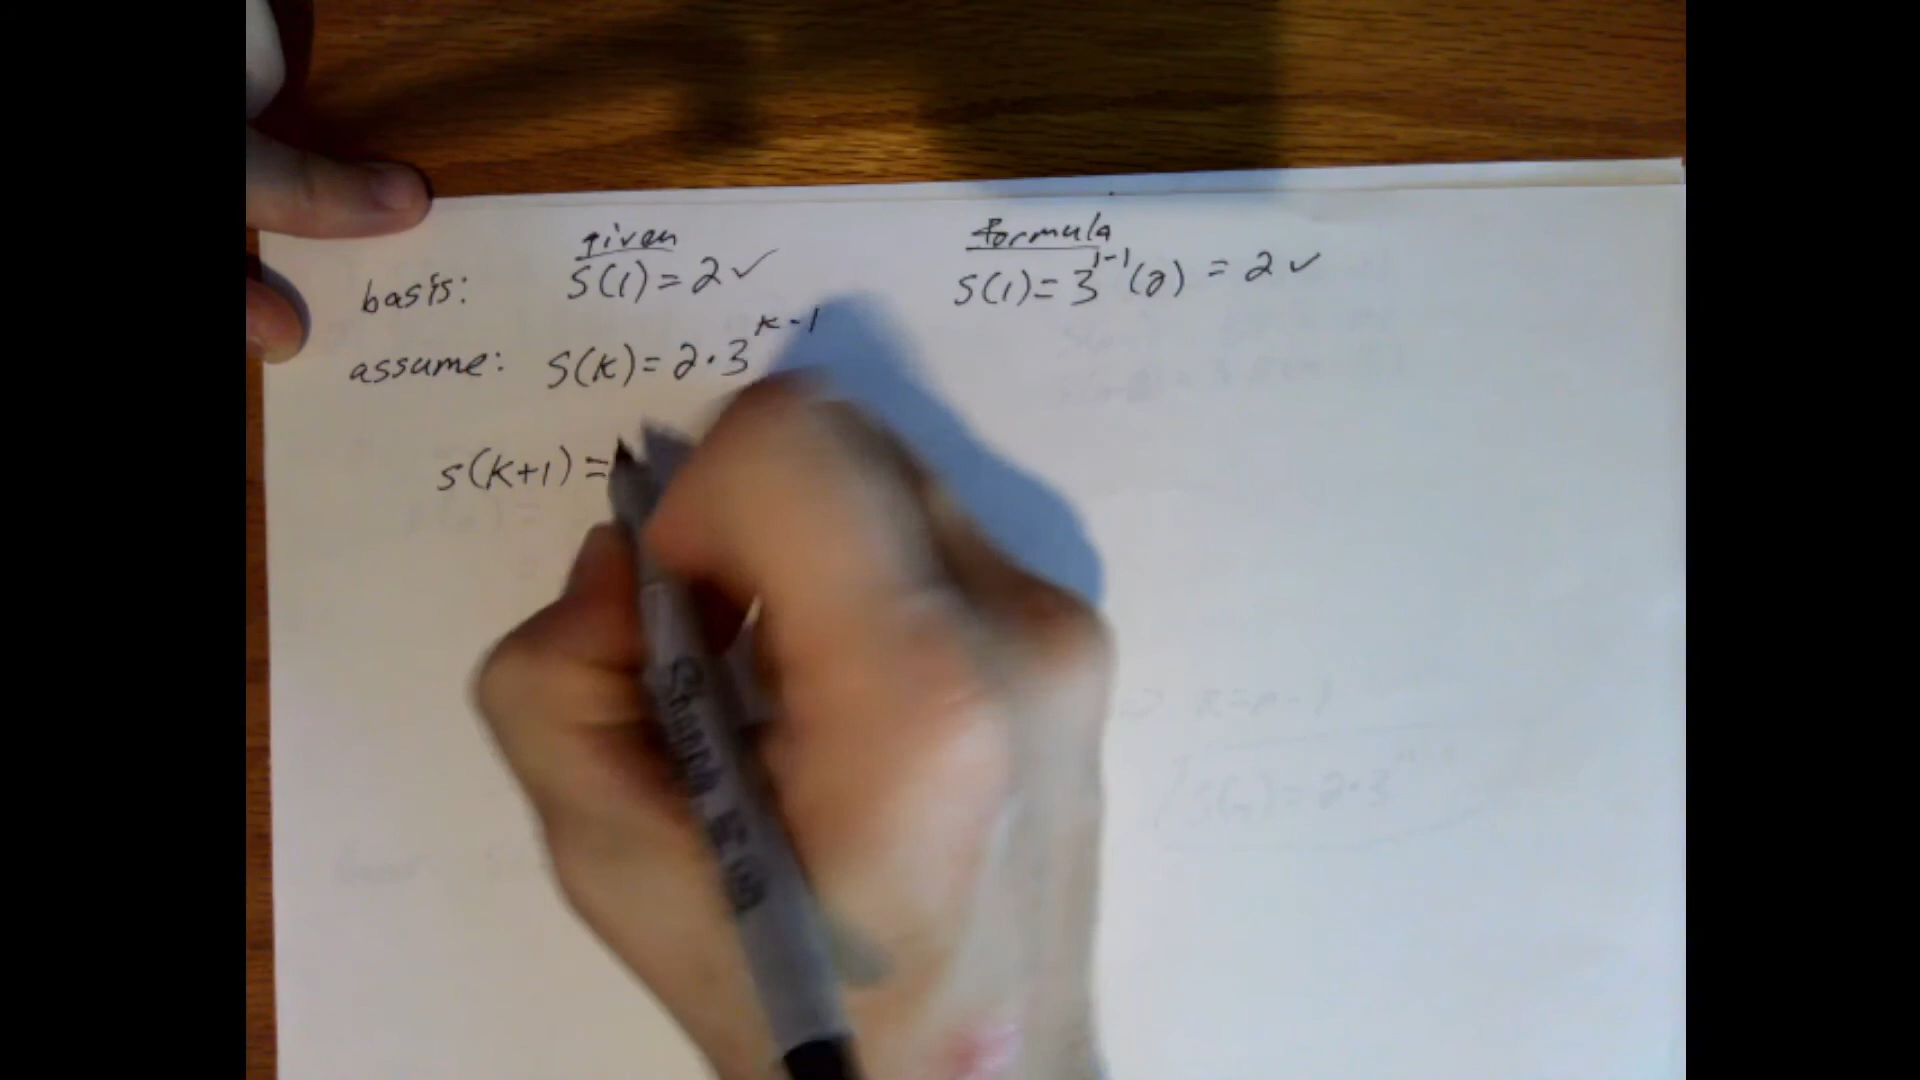 given formula
basis: S(1)=2✓ S(1)=3^{1-1}(2) = 2✓
assume: S(k)=2·3^{k-1}
S(k+1)=